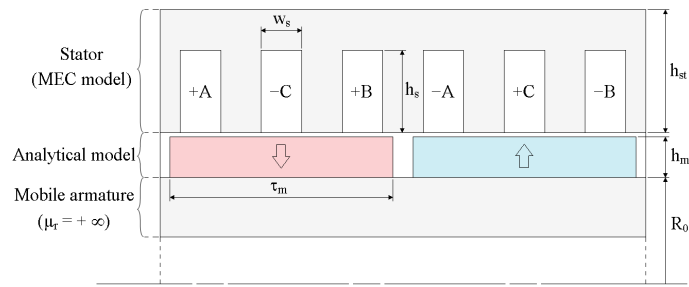 wₛ
Stator
(MEC model)
+A
−C
+B
hₛ
−A
+C
−B
hₛₜ
Analytical model
hₘ
τₘ
Mobile armature
(μᵣ = + ∞)
R₀